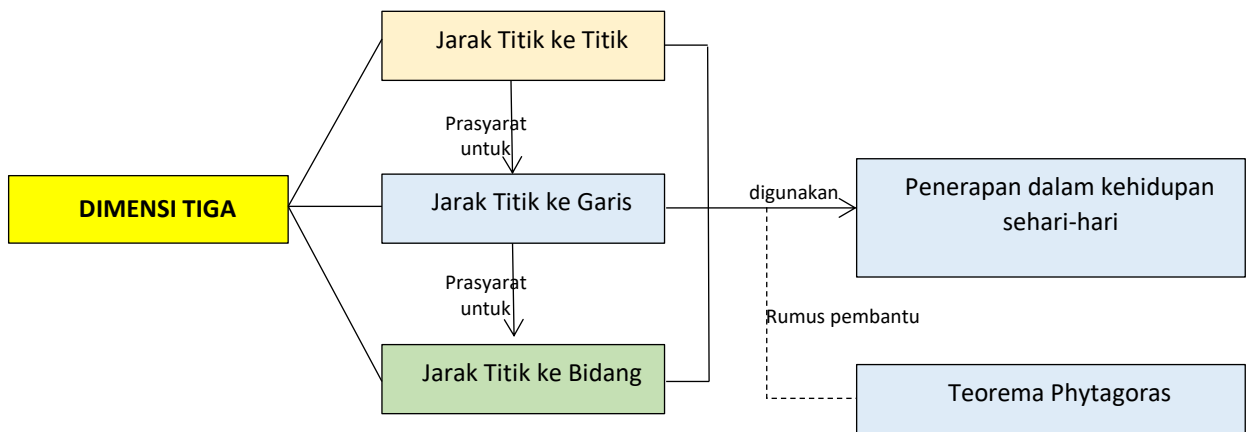 Jarak Titik ke Titik
Prasyarat
untuk
DIMENSI TIGA
Jarak Titik ke Garis
digunakan
Penerapan dalam kehidupan
sehari-hari
Prasyarat
untuk
Rumus pembantu
Jarak Titik ke Bidang
Teorema Phytagoras